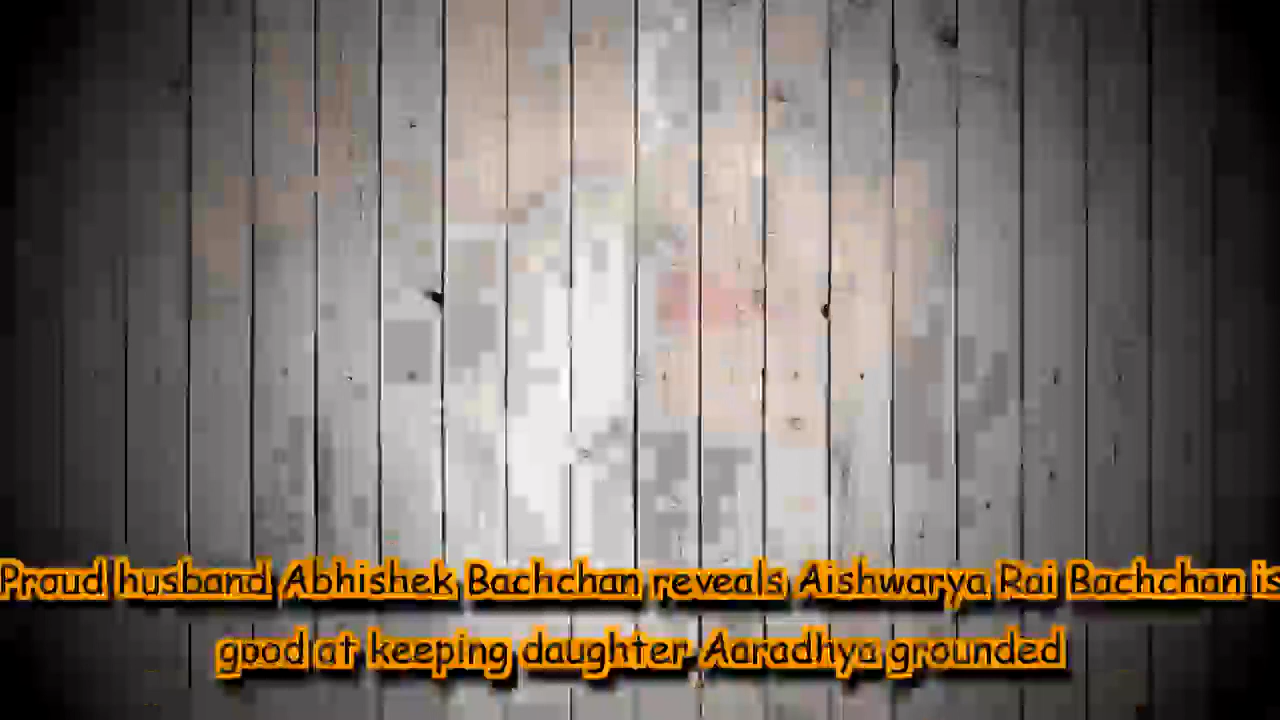 Proud husband Abhishek Bachchan reveals Aishwarya Rai Bachchan is
good at keeping daughter Aaradhya grounded